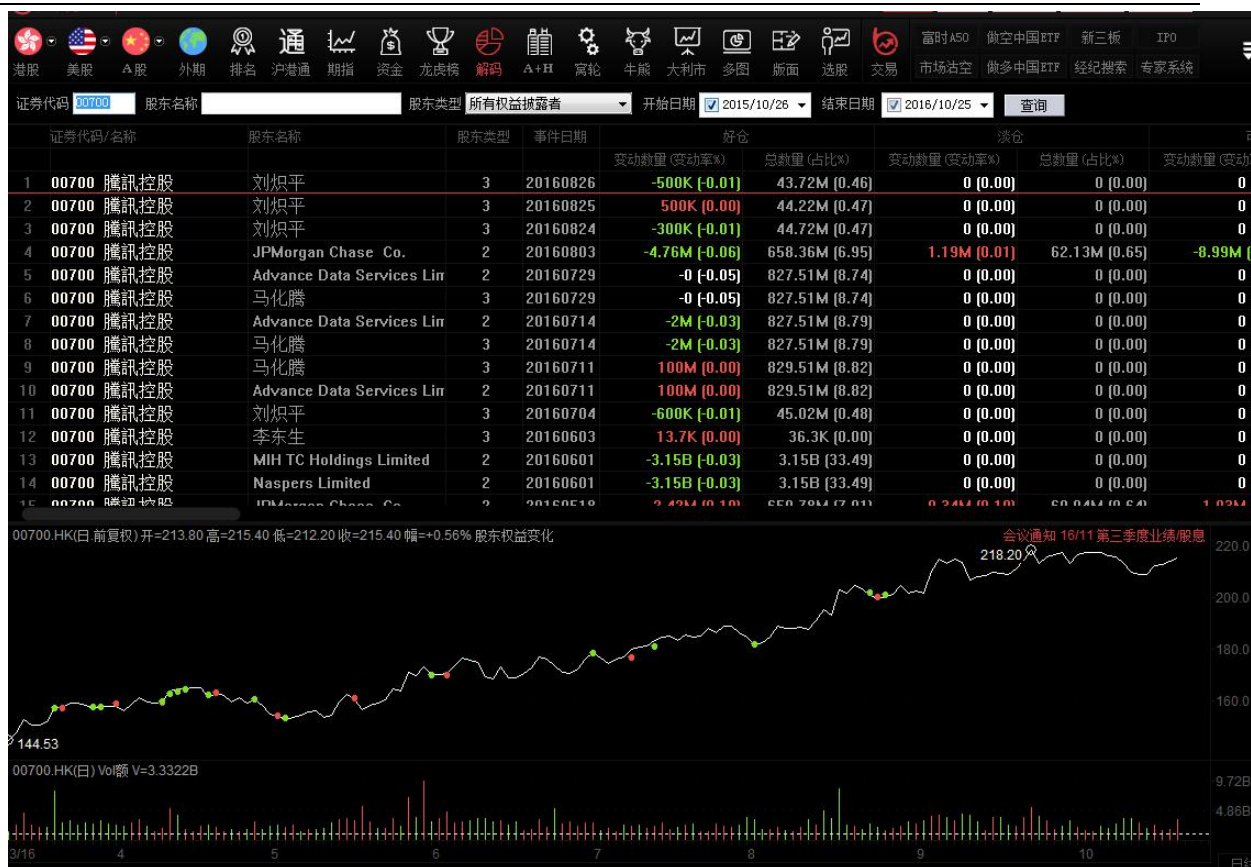 富时A50 做空中国ETF 新三板 IPO
港股 美股 A股 外期 排名 沪港通 期指 资金 龙虎榜 解码 A+H 窝轮 牛熊 大利市 多图 版面 选股 交易 市场沽空 做多中国ETF 经纪搜索 专家系统
证券代码 00700 股东名称 股东类型 所有权益披露者 开始日期 2015/10/26 结束日期 2016/10/25 查询
证券代码/名称 股东名称 股东类型 事件日期 好仓 淡仓
变动数量(变动率%) 总数量(占比%) 变动数量(变动率%) 总数量(占比%) 变动数量(变动
1 00700 騰訊控股 刘炽平 3 20160826 -500K (-0.01) 43.72M (0.46) 0 (0.00) 0 (0.00) 0
2 00700 騰訊控股 刘炽平 3 20160825 500K (0.00) 44.22M (0.47) 0 (0.00) 0 (0.00) 0
3 00700 騰訊控股 刘炽平 3 20160824 -300K (-0.01) 44.72M (0.47) 0 (0.00) 0 (0.00) 0
4 00700 騰訊控股 JPMorgan Chase Co. 2 20160803 -4.76M (-0.06) 658.36M (6.95) 1.19M (0.01) 62.13M (0.65) -8.99M (
5 00700 騰訊控股 Advance Data Services Lim 2 20160729 -0 (-0.05) 827.51M (8.74) 0 (0.00) 0 (0.00) 0
6 00700 騰訊控股 马化腾 3 20160729 -0 (-0.05) 827.51M (8.74) 0 (0.00) 0 (0.00) 0
7 00700 騰訊控股 Advance Data Services Lim 2 20160714 -2M (-0.03) 827.51M (8.79) 0 (0.00) 0 (0.00) 0
8 00700 騰訊控股 马化腾 3 20160714 -2M (-0.03) 827.51M (8.79) 0 (0.00) 0 (0.00) 0
9 00700 騰訊控股 马化腾 3 20160711 100M (0.00) 829.51M (8.82) 0 (0.00) 0 (0.00) 0
10 00700 騰訊控股 Advance Data Services Lim 2 20160711 100M (0.00) 829.51M (8.82) 0 (0.00) 0 (0.00) 0
11 00700 騰訊控股 刘炽平 3 20160704 -600K (-0.01) 45.02M (0.48) 0 (0.00) 0 (0.00) 0
12 00700 騰訊控股 李东生 3 20160603 13.7K (0.00) 36.3K (0.00) 0 (0.00) 0 (0.00) 0
13 00700 騰訊控股 MIH TC Holdings Limited 2 20160601 -3.15B (-0.03) 3.15B (33.49) 0 (0.00) 0 (0.00) 0
14 00700 騰訊控股 Naspers Limited 2 20160601 -3.15B (-0.03) 3.15B (33.49) 0 (0.00) 0 (0.00) 0
15 00700 騰訊控股 JPMorgan Chase Co. 2 20160518
00700.HK(日.前复权) 开=213.80 高=215.40 低=212.20 收=215.40 幅=+0.56% 股东权益变化 会议通知 16/11 第三季度业绩/股息
220.0
218.20
200.0
180.0
160.0
144.53
00700.HK(日) Vol额 V=3.3322B
9.72B
4.86B
3/16 4 5 6 7 8 9 10